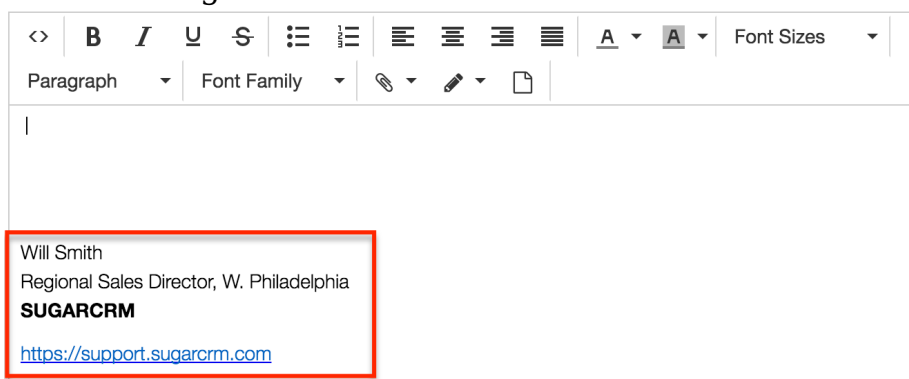 <> B I U S A A Font Sizes
Paragraph Font Family
Will Smith
Regional Sales Director, W. Philadelphia
SUGARCRM
https://support.sugarcrm.com